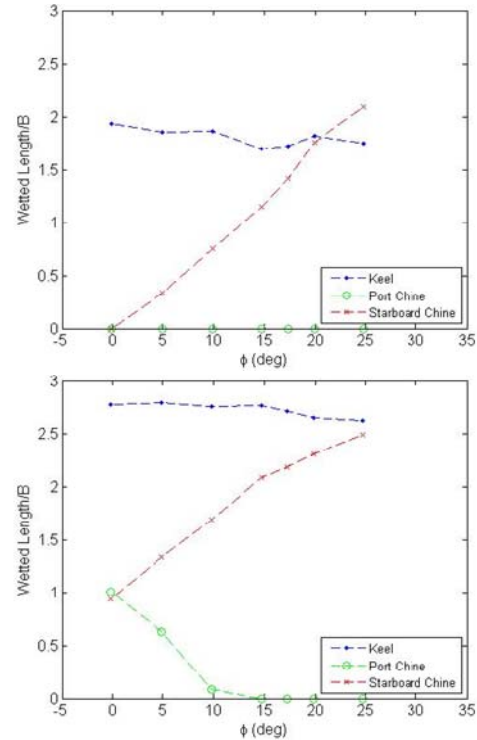 3
2.5
2
1.5
1
0.5
0
Wetted Length/B
-5 0 5 10 15 20 25 30 35
ϕ (deg)
Keel
Port Chine
Starboard Chine
3
2.5
2
1.5
1
0.5
0
Wetted Length/B
-5 0 5 10 15 20 25 30 35
ϕ (deg)
Keel
Port Chine
Starboard Chine